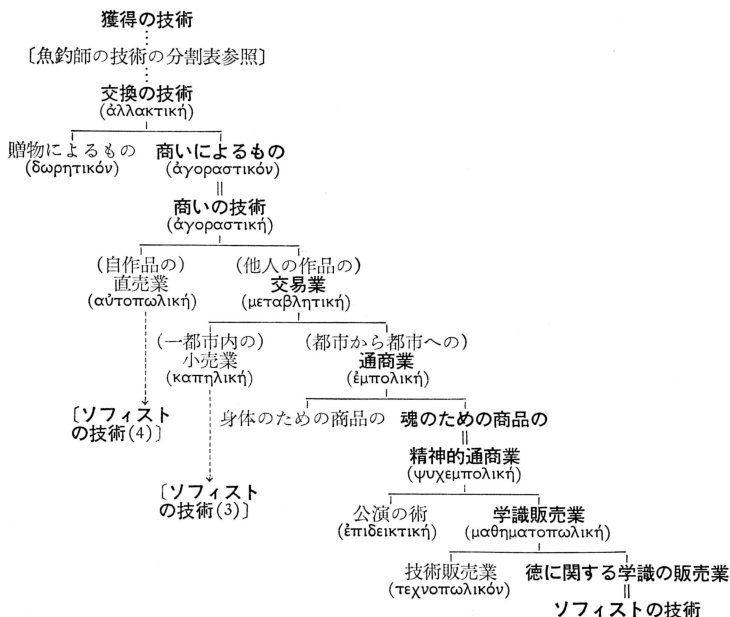 獲得の技術
〔魚釣師の技術の分割表参照〕
交換の技術
(ἀλλακτική)
贈物によるもの 商いによるもの
(δωρητικόν) (ἀγοραστικόν)
||
商いの技術
(ἀγοραστική)
(自作品の) (他人の作品の)
直売業 交易業
(αὐτοπωλική) (μεταβλητική)
(一都市内の) (都市から都市への)
小売業 通商業
(καπηλική) (ἐμπολική)
〔ソフィスト
の技術(4)〕
身体のための商品の 魂のための商品の
||
精神的通商業
(ψυχεμπολική)
〔ソフィスト
の技術(3)〕
公演の術 学識販売業
(ἐπιδεικτική) (μαθηματοπωλική)
技術販売業 徳に関する学識の販売業
(τεχνοπωλικόν) ||
ソフィストの技術